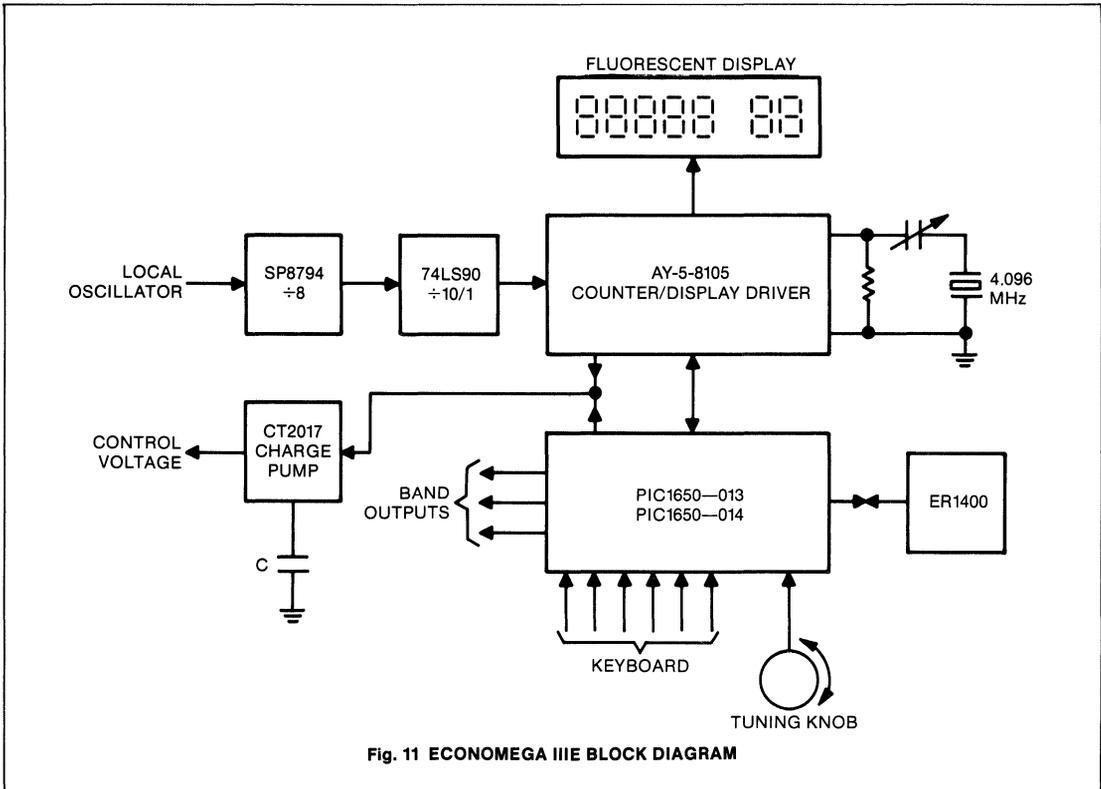 FLUORESCENT DISPLAY
88888 88
LOCAL
OSCILLATOR
SP8794
÷8
74LS90
÷10/1
AY-5-8105
COUNTER/DISPLAY DRIVER
4.096
MHz
CONTROL
VOLTAGE
CT2017
CHARGE
PUMP
C
BAND
OUTPUTS
PIC1650—013
PIC1650—014
ER1400
KEYBOARD
TUNING KNOB
Fig. 11 ECONOMEGA IIIE BLOCK DIAGRAM